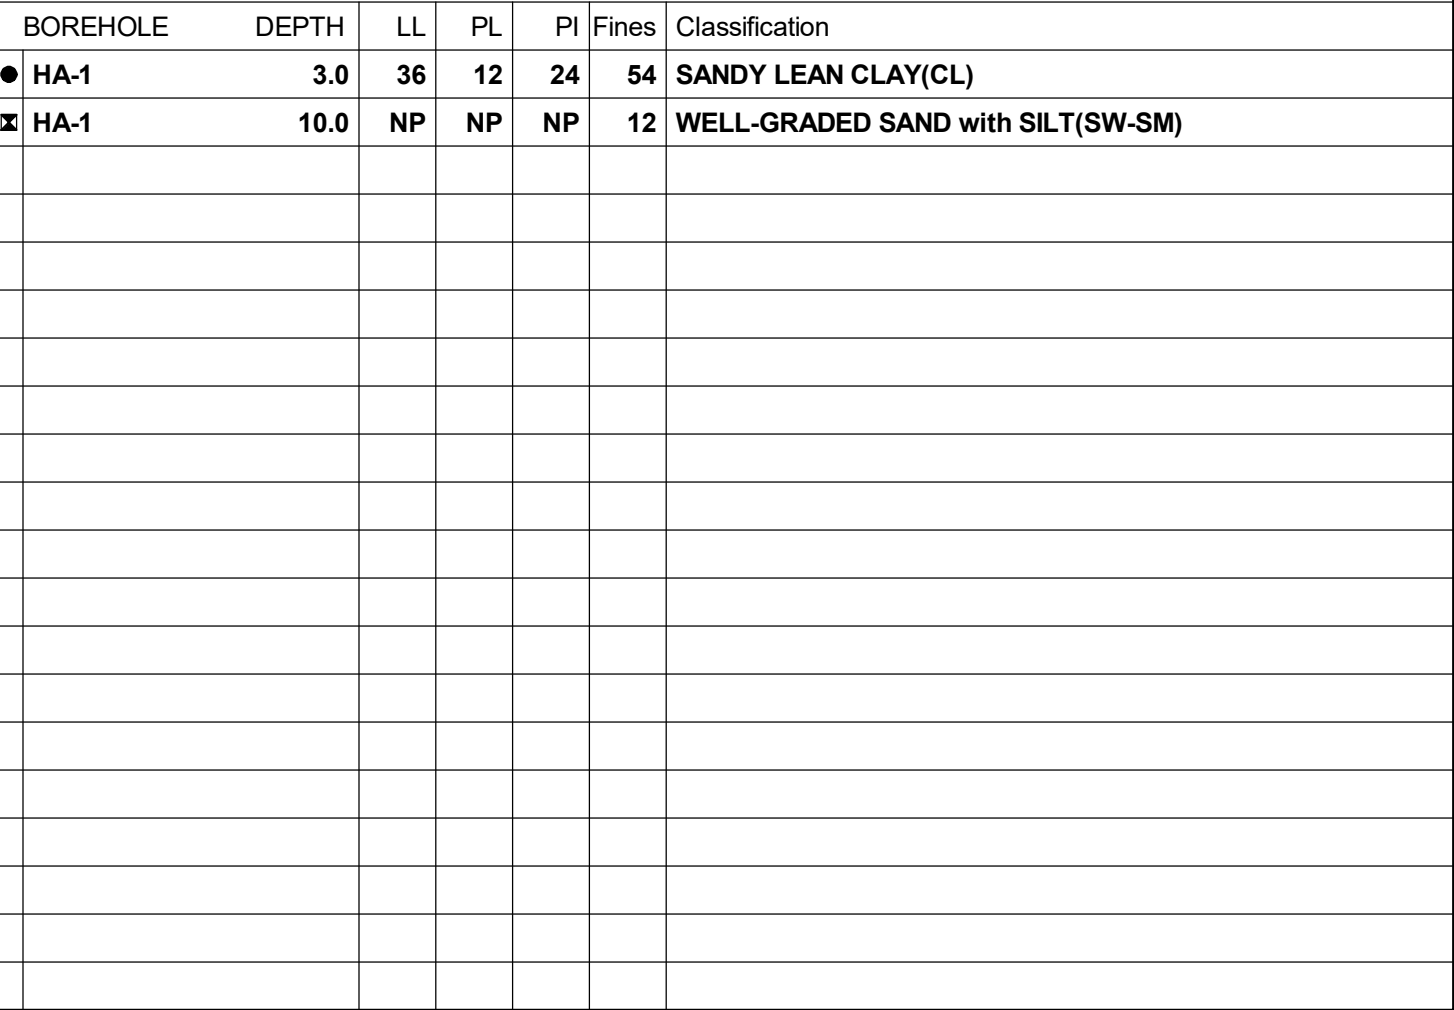 BOREHOLE DEPTH LL PL PI Fines Classification
HA-1 3.0 36 12 24 54 SANDY LEAN CLAY(CL)
HA-1 10.0 NP NP NP 12 WELL-GRADED SAND with SILT(SW-SM)